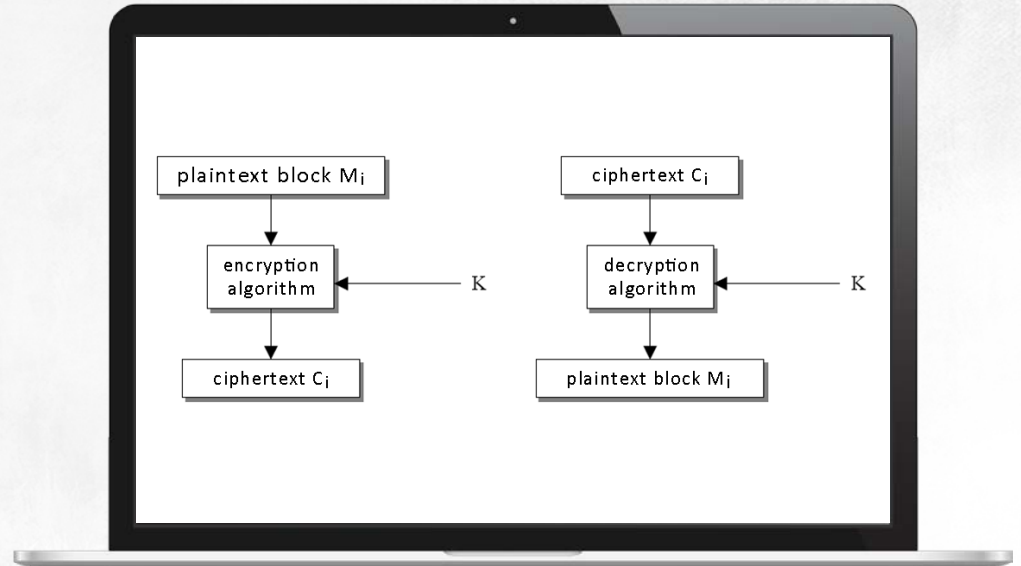 plaintext block Mi
encryption
algorithm
K
ciphertext Ci
ciphertext Ci
decryption
algorithm
K
plaintext block Mi